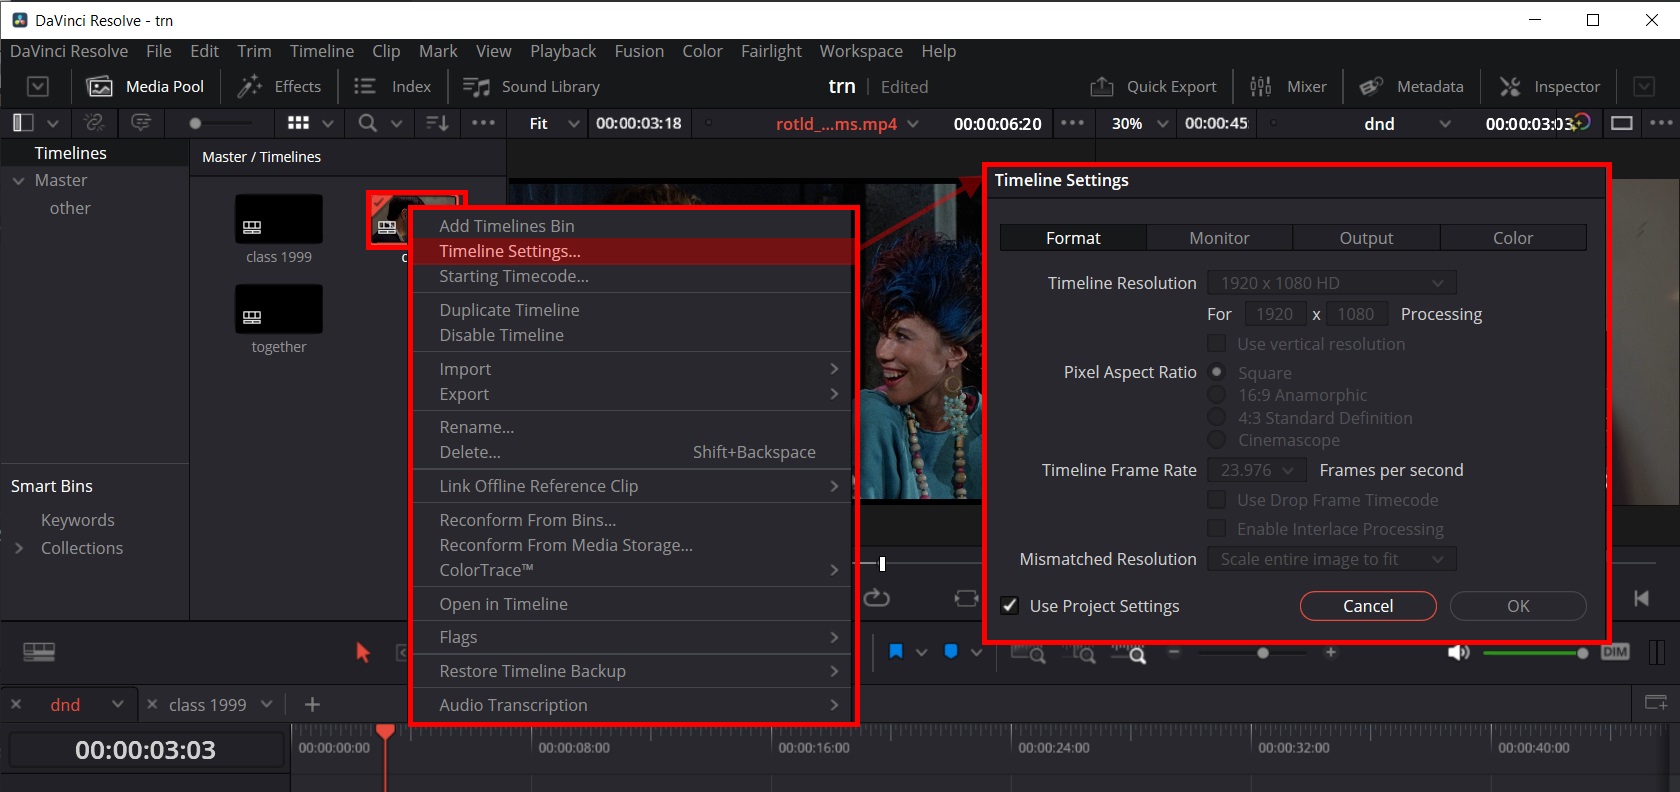 DaVinci Resolve - trn
DaVinci Resolve File Edit Trim Timeline Clip Mark View Playback Fusion Color Fairlight Workspace Help
Media Pool Effects Index Sound Library trn Edited Quick Export Mixer Metadata Inspector
Fit 00:00:03:18 rotld_...ms.mp4 00:00:06:20 30% 00:00:45: dnd 00:00:03:03
Timelines
Master
other
Smart Bins
Keywords
Collections
Master / Timelines
class 1999
together
Add Timelines Bin
Timeline Settings...
Starting Timecode...
Duplicate Timeline
Disable Timeline
Import
Export
Rename...
Delete... Shift+Backspace
Link Offline Reference Clip
Reconform From Bins...
Reconform From Media Storage...
ColorTrace™
Open in Timeline
Flags
Restore Timeline Backup
Audio Transcription
Timeline Settings
Format Monitor Output Color
Timeline Resolution 1920 x 1080 HD
For 1920 x 1080 Processing
Use vertical resolution
Pixel Aspect Ratio Square
16:9 Anamorphic
4:3 Standard Definition
Cinemascope
Timeline Frame Rate 23.976 Frames per second
Use Drop Frame Timecode
Enable Interlace Processing
Mismatched Resolution Scale entire image to fit
Use Project Settings Cancel OK
DIM
dnd class 1999
00:00:03:03
00:00:00:00 00:00:08:00 00:00:16:00 00:00:24:00 00:00:32:00 00:00:40:00